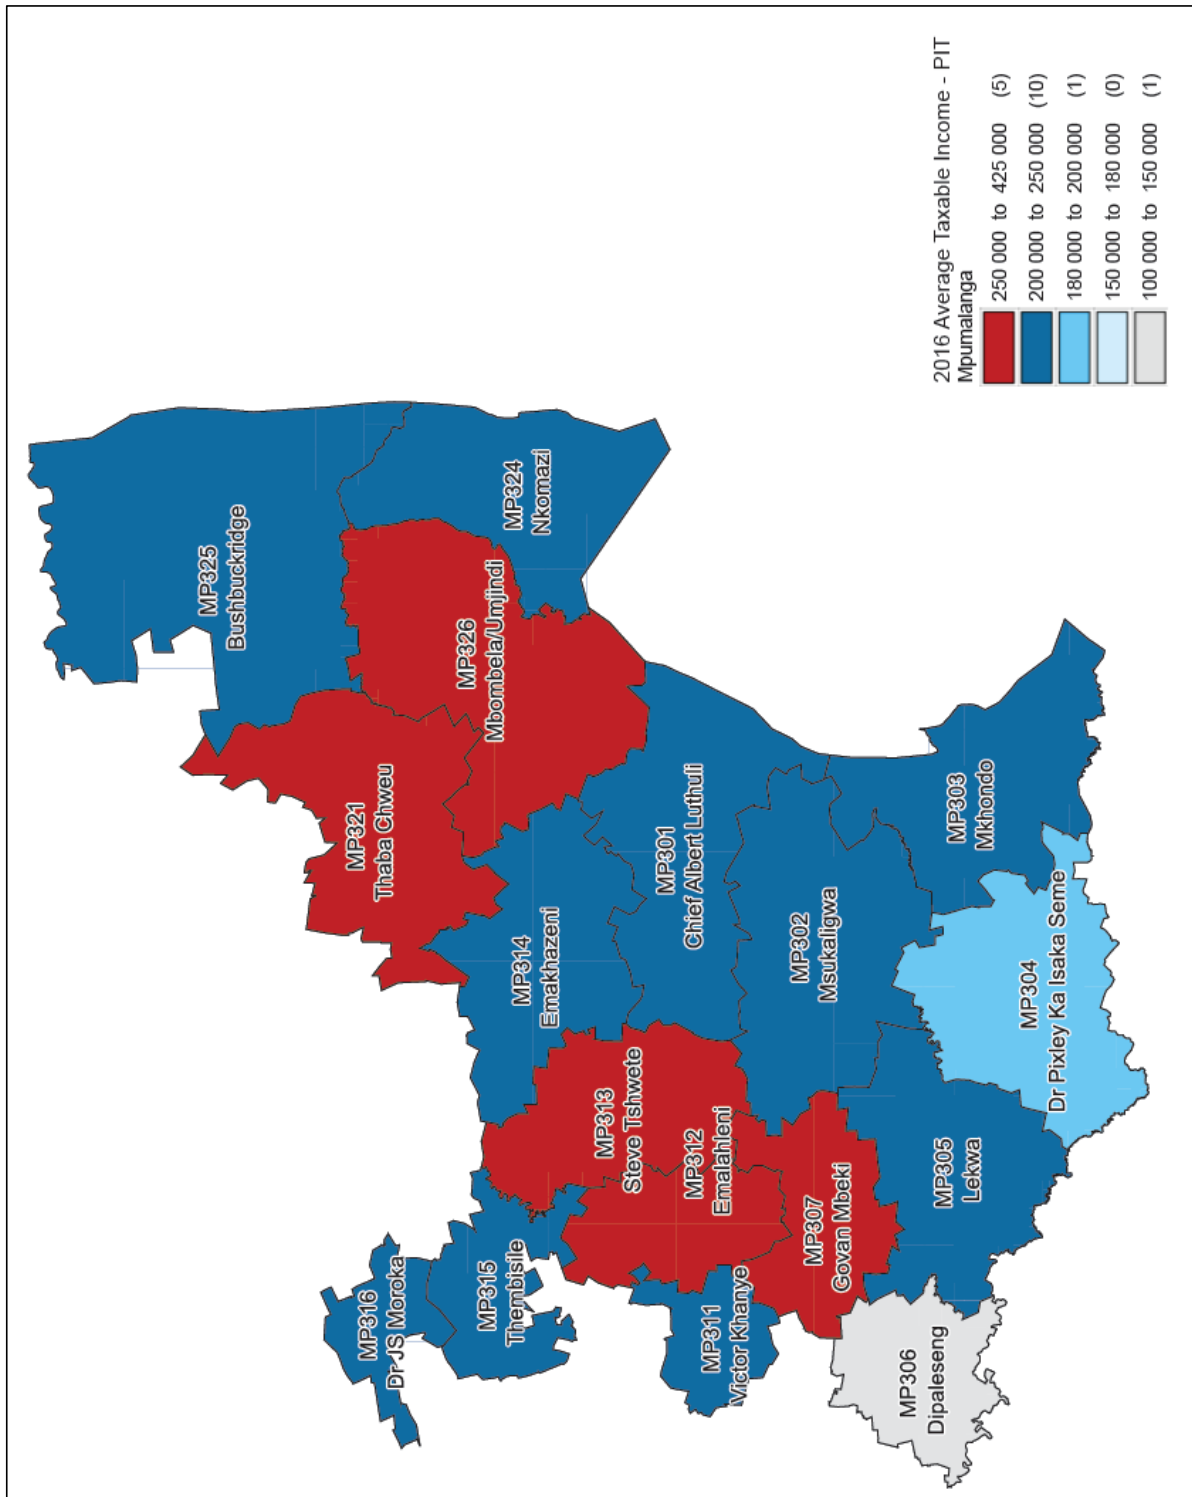 MP325
Bushbuckridge
MP324
Nkomazi
MP326
Mbombela/Umjindi
MP321
Thaba Chweu
MP314
Emakhazeni
MP301
Chief Albert Luthuli
MP302
Msukaligwa
MP303
Mkhondo
MP304
Dr Pixley Ka Isaka Seme
MP313
Steve Tshwete
MP312
Emalahleni
MP307
Govan Mbeki
MP305
Lekwa
MP316
Dr JS Moroka
MP315
Thembisile
MP311
Victor Khanye
MP306
Dipaleseng
2016 Average Taxable Income - PIT
Mpumalanga
250 000 to 425 000 (5)
200 000 to 250 000 (10)
180 000 to 200 000 (1)
150 000 to 180 000 (0)
100 000 to 150 000 (1)